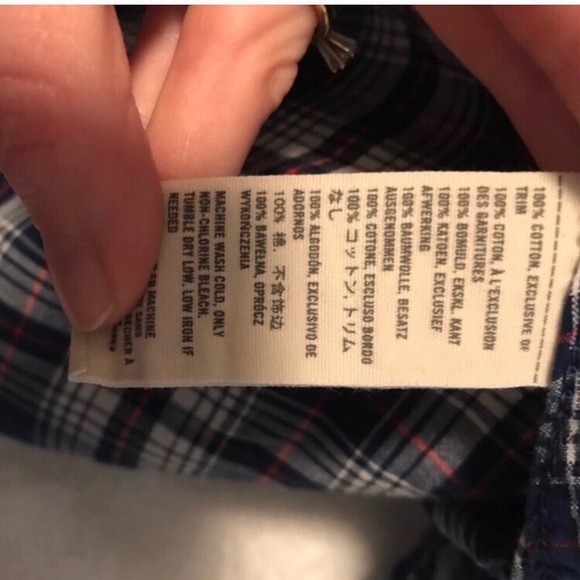 100% COTTON, EXCLUSIVE OF
TRIM
100% COTON, À L'EXCLUSION
DES GARNITURES
100% BOMULD, EKSKL. KANT
100% KATOEN EXCLUSIEF
AFWERKING
100% BAUMWOLLE, BESATZ
AUSGENOMMEN
100% COTONE, ESCLUSO BORDO
100% コットン, トリム
なし
100% ALGODÓN, EXCLUSIVO DE
ADORNOS
100% 棉, 不含饰边
100% BAWEŁNA, OPRÓCZ
WYKOŃCZENIA
MACHINE WASH COLD, ONLY
NON-CHLORINE BLEACH.
TUMBLE DRY LOW. LOW IRON IF
NEEDED
MACHINE
SANS
SÉCHER À